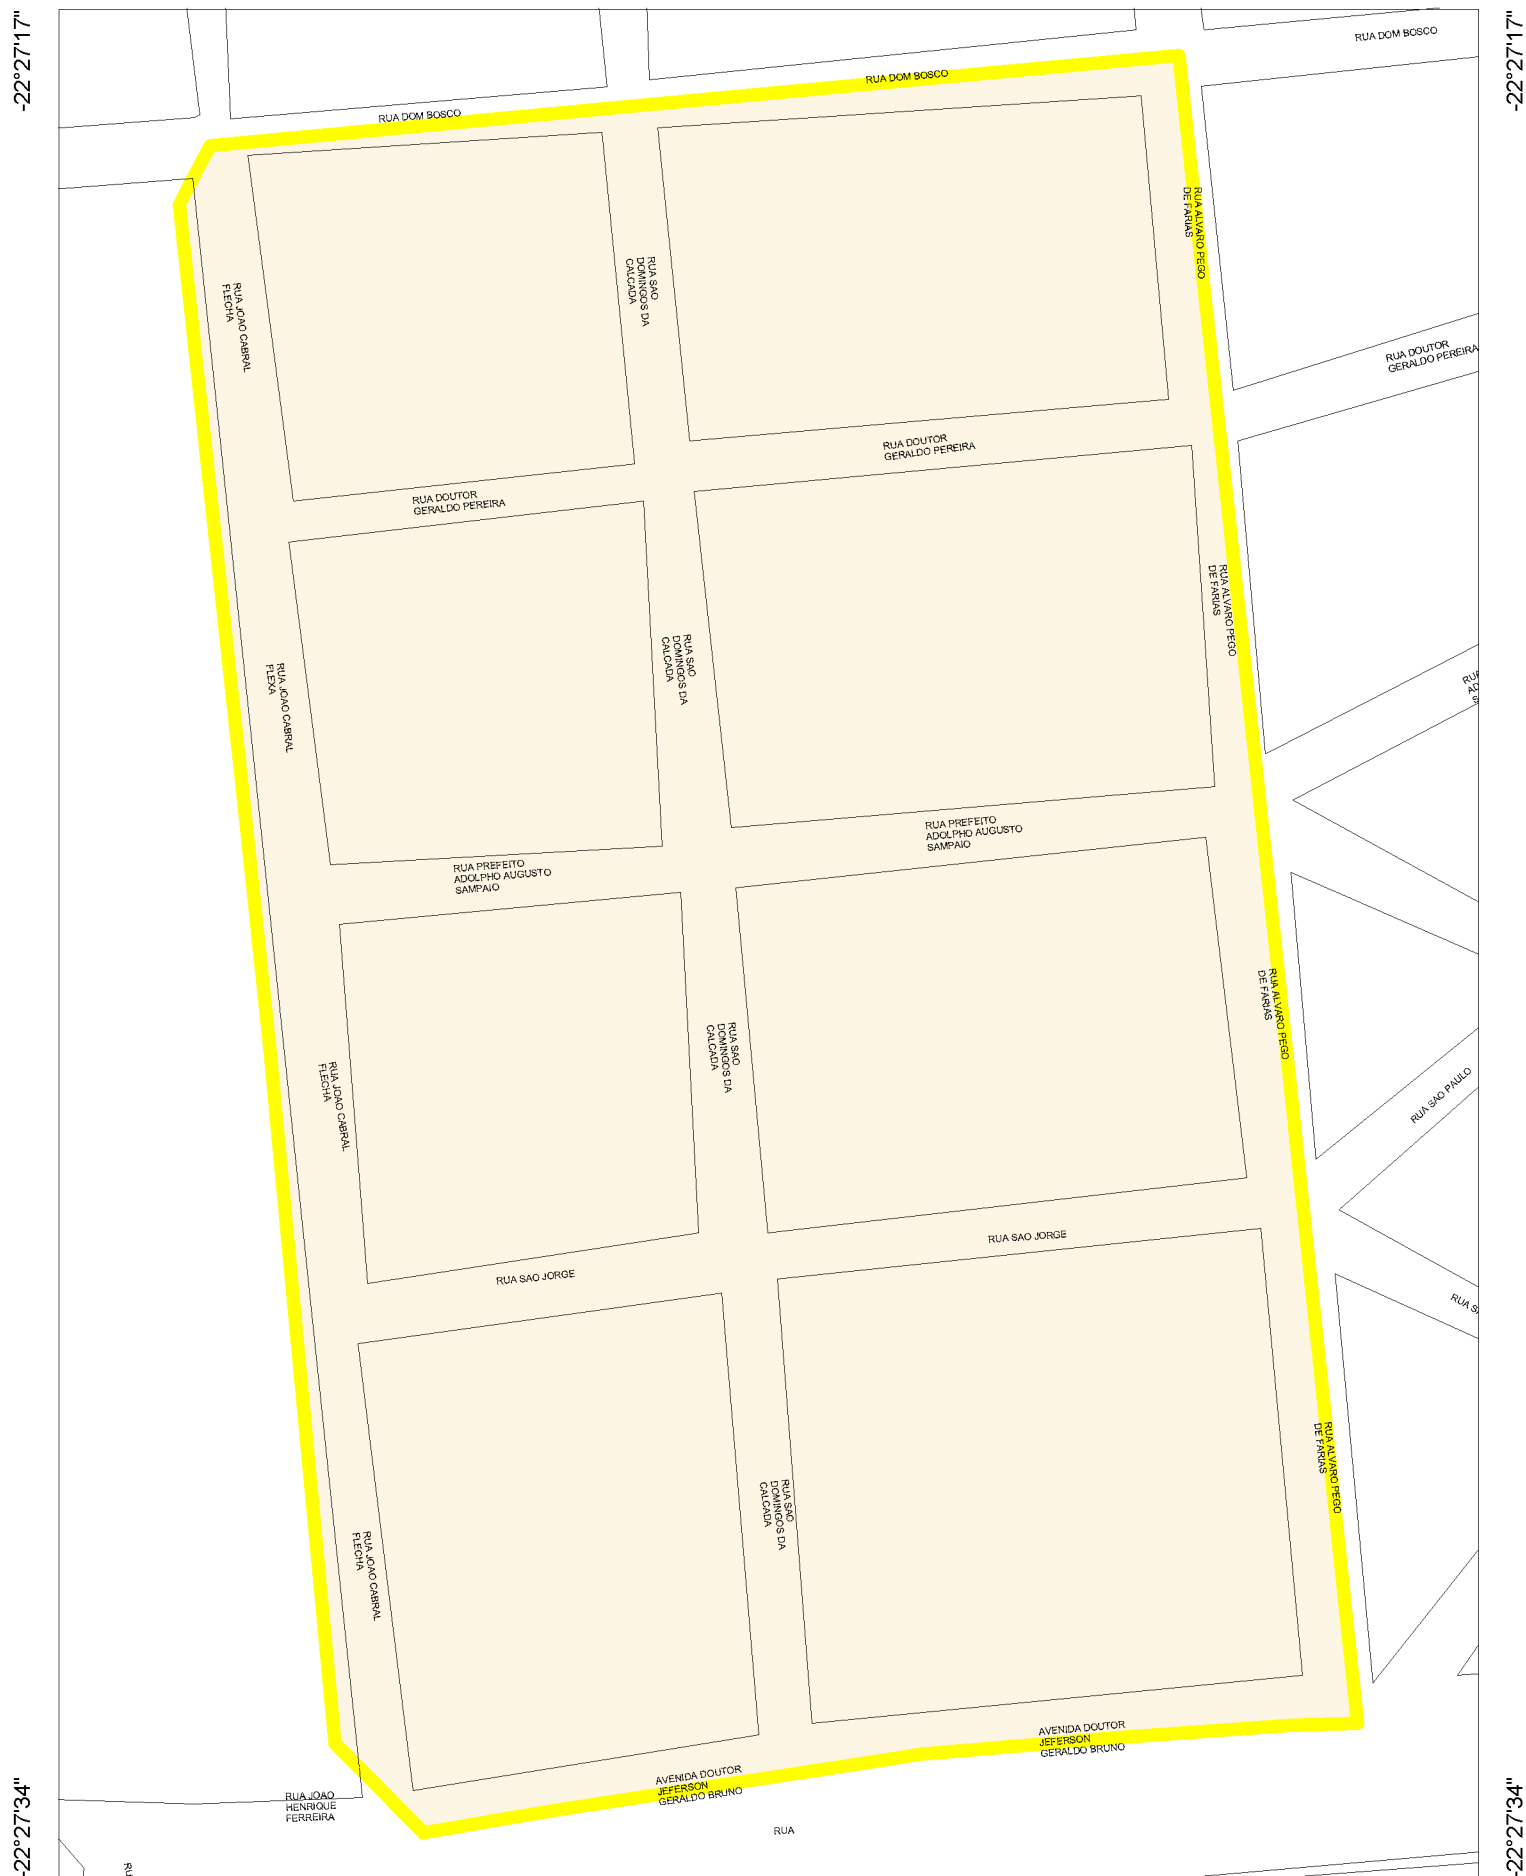 -22°27'17"
-22°27'17"
RUA DOM BOSCO
RUA DOM BOSCO
RUA DOM BOSCO
RUA ALVARO PEGO
DE FARIAS
RUA SAO
DOMINGOS DA
CALCADA
RUA JOAO CABRAL
FLECHA
RUA DOUTOR
GERALDO PEREIRA
RUA DOUTOR
GERALDO PEREIRA
RUA DOUTOR
GERALDO PEREIRA
RUA ALVARO PEGO
DE FARIAS
RUA SAO
DOMINGOS DA
CALCADA
RUA JOAO CABRAL
FLEXA
RUA
AD
S
RUA PREFEITO
ADOLPHO AUGUSTO
SAMPAIO
RUA PREFEITO
ADOLPHO AUGUSTO
SAMPAIO
RUA ALVARO PEGO
DE FARIAS
RUA SAO
DOMINGOS DA
CALCADA
RUA JOAO CABRAL
FLECHA
RUA SAO PAULO
RUA SAO JORGE
RUA SAO JORGE
RUA S
RUA ALVARO PEGO
DE FARIAS
RUA SAO
DOMINGOS DA
CALCADA
RUA JOAO CABRAL
FLECHA
AVENIDA DOUTOR
JEFERSON
GERALDO BRUNO
AVENIDA DOUTOR
JEFERSON
GERALDO BRUNO
RUA JOAO
HENRIQUE
FERREIRA
RUA
RU
-22°27'34"
-22°27'34"